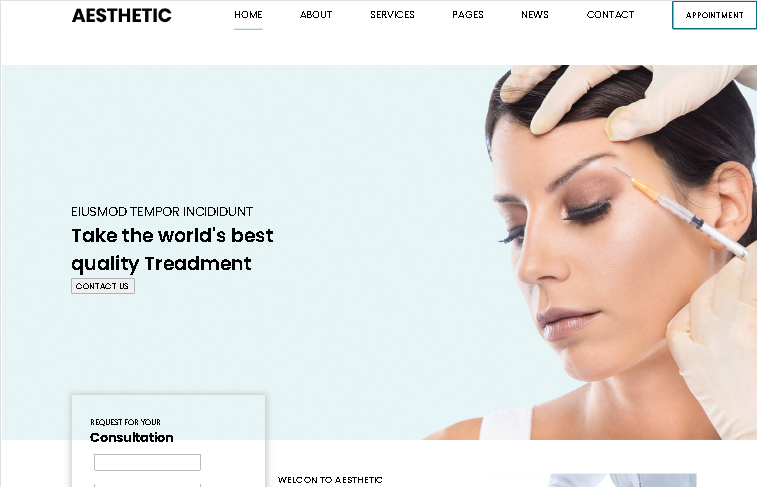 AESTHETIC
HOME ABOUT SERVICES PAGES NEWS CONTACT APPOINTMENT
EIUSMOD TEMPOR INCIDIDUNT
Take the world's best
quality Treadment
CONTACT US
REQUEST FOR YOUR
Consultation
WELCON TO AESTHETIC